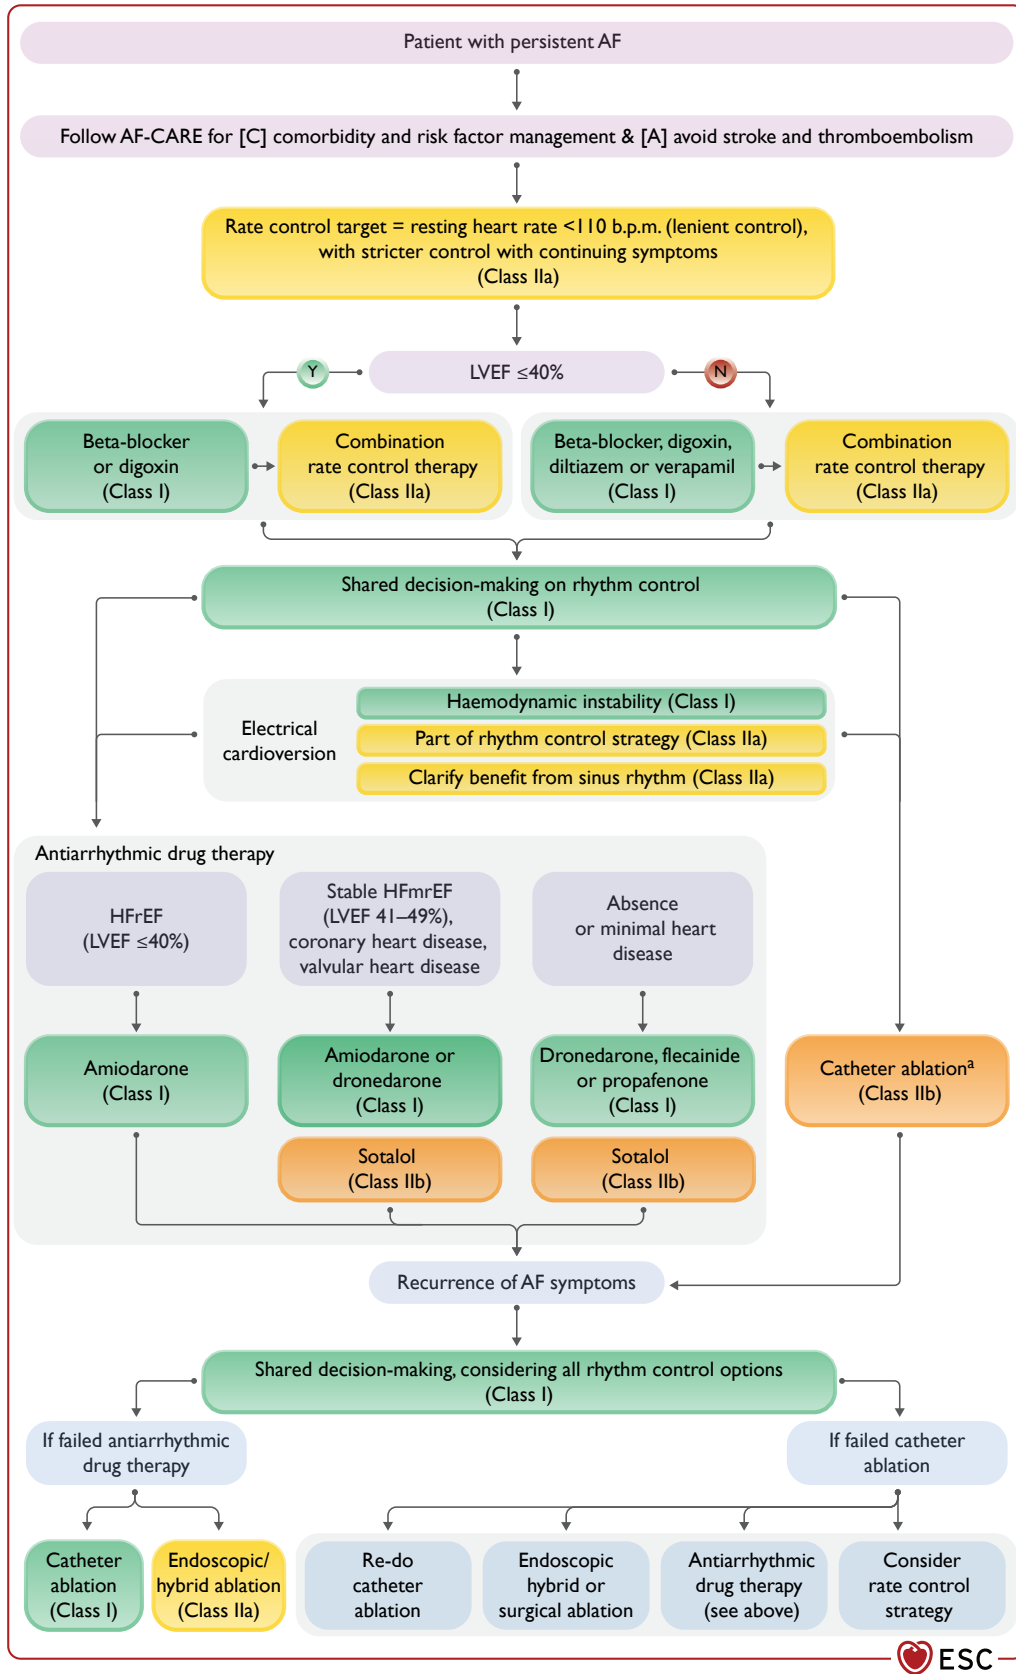 Patient with persistent AF
Follow AF-CARE for [C] comorbidity and risk factor management & [A] avoid stroke and thromboembolism
Rate control target = resting heart rate <110 b.p.m. (lenient control),
with stricter control with continuing symptoms
(Class IIa)
Y
LVEF ≤40%
N
Beta-blocker
or digoxin
(Class I)
Combination
rate control therapy
(Class IIa)
Beta-blocker, digoxin,
diltiazem or verapamil
(Class I)
Combination
rate control therapy
(Class IIa)
Shared decision-making on rhythm control
(Class I)
Electrical
cardioversion
Haemodynamic instability (Class I)
Part of rhythm control strategy (Class IIa)
Clarify benefit from sinus rhythm (Class IIa)
Antiarrhythmic drug therapy
HFrEF
(LVEF ≤40%)
Stable HFmrEF
(LVEF 41–49%),
coronary heart disease,
valvular heart disease
Absence
or minimal heart
disease
Amiodarone
(Class I)
Amiodarone or
dronedarone
(Class I)
Dronedarone, flecainide
or propafenone
(Class I)
Catheter ablationa
(Class IIb)
Sotalol
(Class IIb)
Sotalol
(Class IIb)
Recurrence of AF symptoms
Shared decision-making, considering all rhythm control options
(Class I)
If failed antiarrhythmic
drug therapy
If failed catheter
ablation
Catheter
ablation
(Class I)
Endoscopic/
hybrid ablation
(Class IIa)
Re-do
catheter
ablation
Endoscopic
hybrid or
surgical ablation
Antiarrhythmic
drug therapy
(see above)
Consider
rate control
strategy
ESC